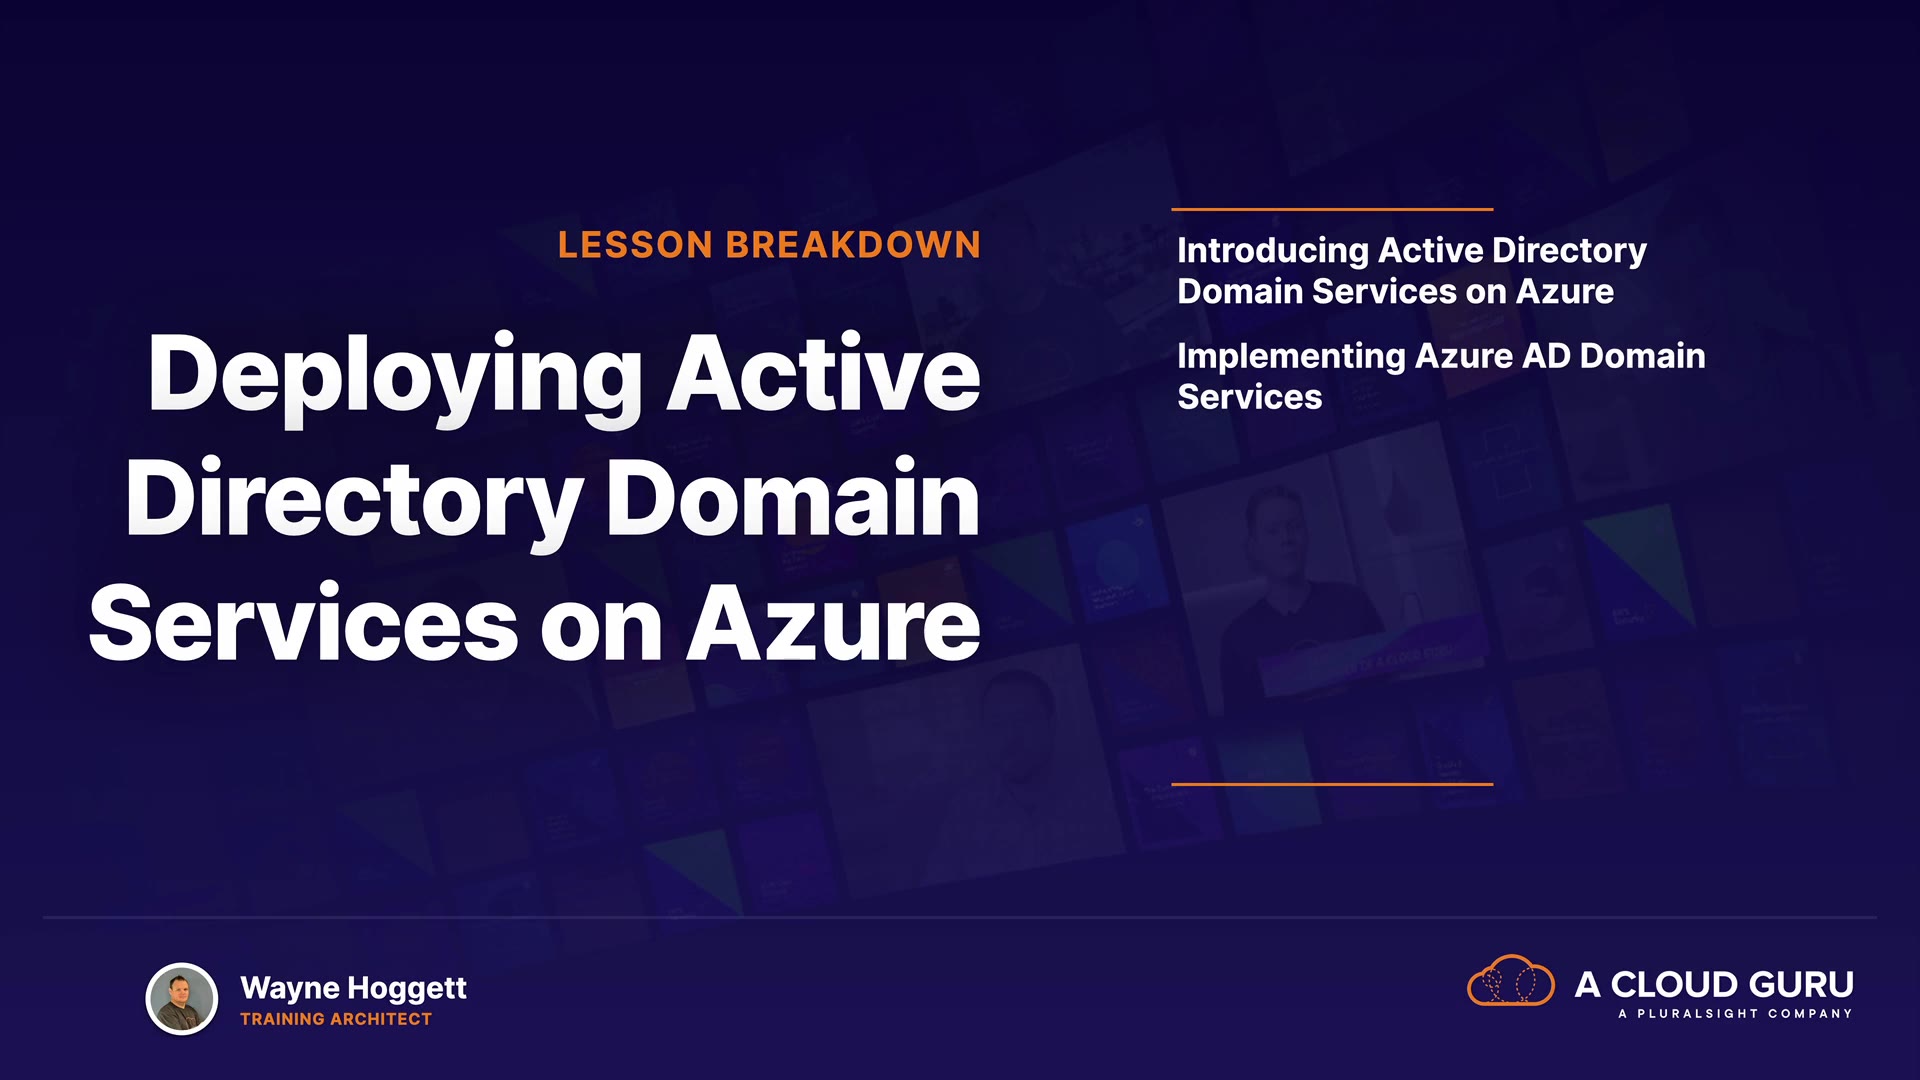 LESSON BREAKDOWN
Deploying Active
Directory Domain
Services on Azure
Introducing Active Directory
Domain Services on Azure
Implementing Azure AD Domain
Services
Wayne Hoggett
TRAINING ARCHITECT
A CLOUD GURU
A PLURALSIGHT COMPANY